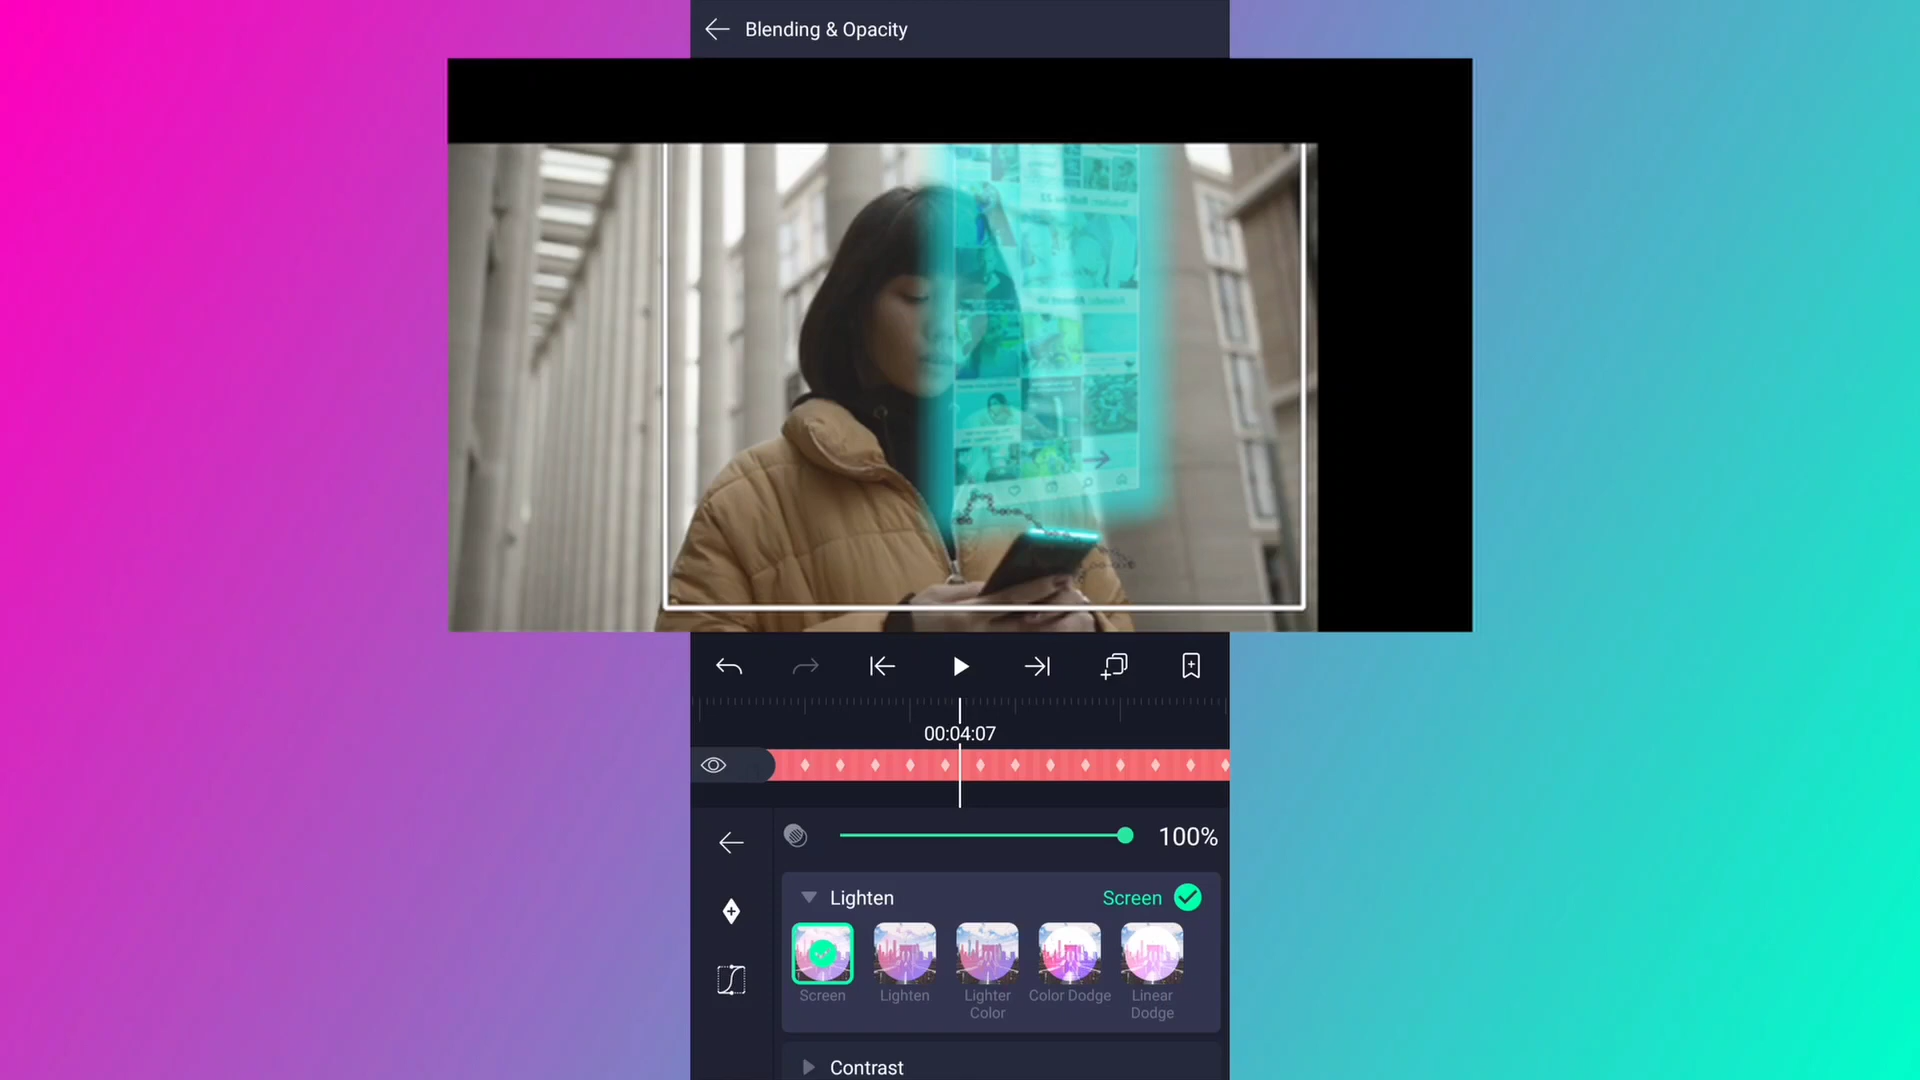 Blending & Opacity
00:04:07
100%
Lighten
Screen
Screen
Lighten
Lighter
Color
Color Dodge
Linear
Dodge
Contrast